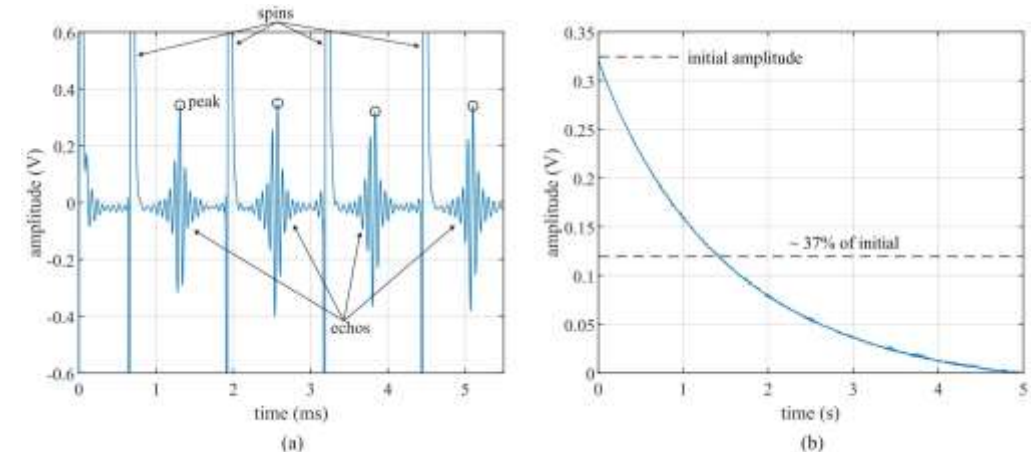 spins
0.6
0.4
0.2
0
-0.2
-0.4
-0.6
amplitude (V)
peak
echos
0 1 2 3 4 5
time (ms)
(a)
0.35
0.3
0.25
0.2
0.15
0.1
0.05
0
amplitude (V)
initial amplitude
~ 37% of initial
0 1 2 3 4 5
time (s)
(b)